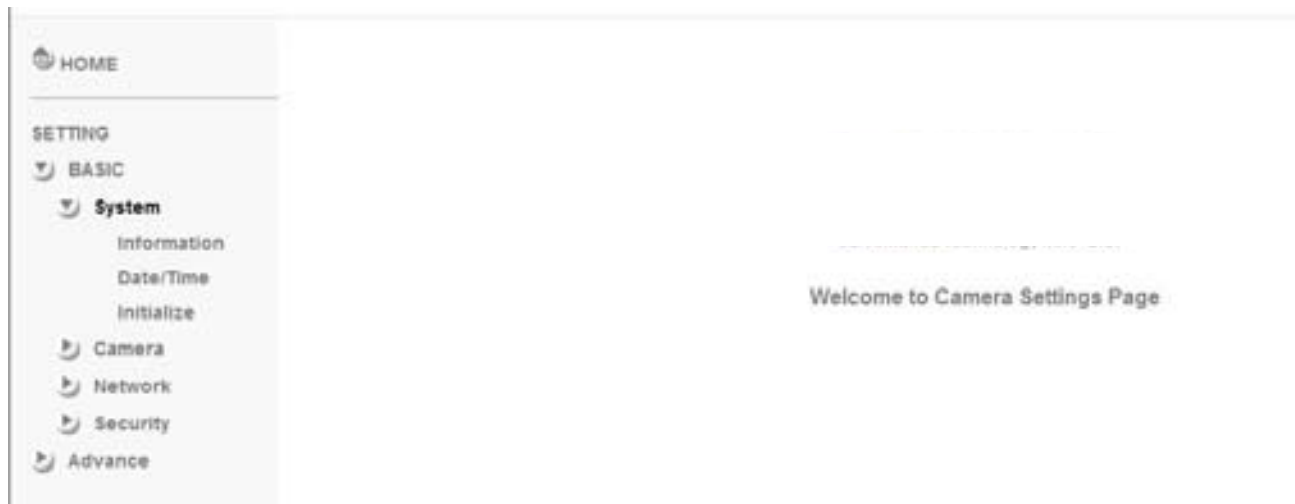 HOME
SETTING
BASIC
System
Information
Date/Time
Initialize
Camera
Network
Security
Advance
Welcome to Camera Settings Page